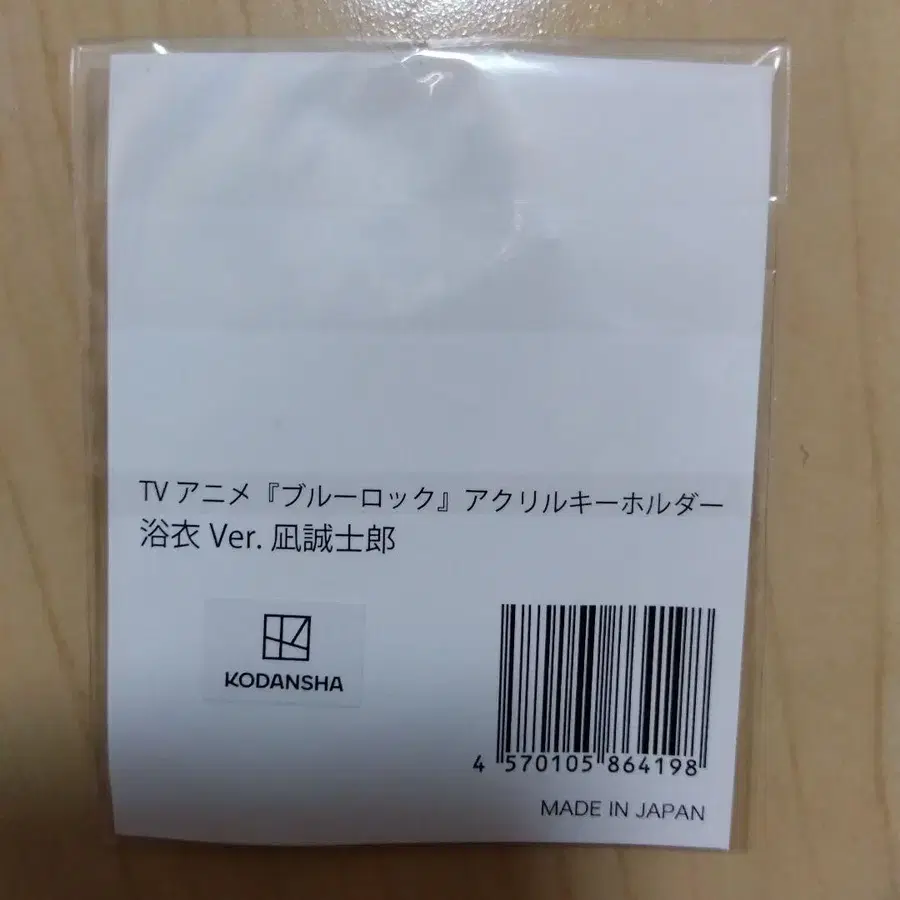 TV アニメ『ブルーロック』アクリルキーホルダー
浴衣 Ver. 凪誠士郎
KODANSHA
4 570105 864198
MADE IN JAPAN